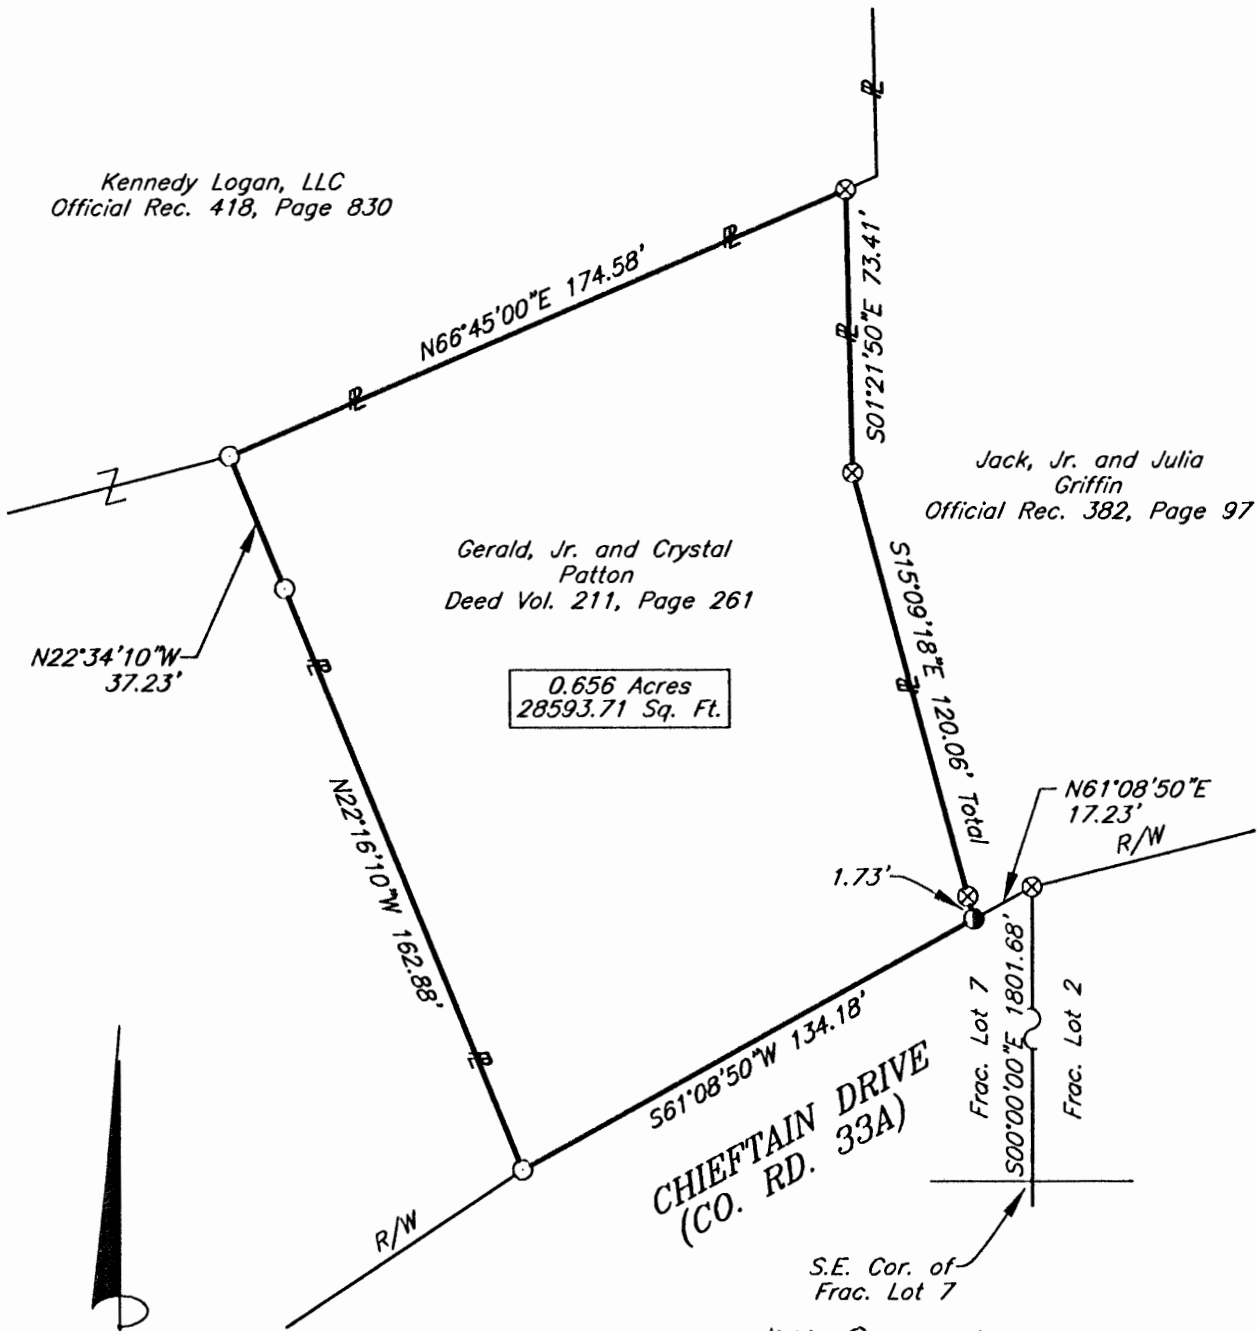 Kennedy Logan, LLC
Official Rec. 418, Page 830
N66°45'00"E 174.58'
S01°21'50"E 73.41'
Jack, Jr. and Julia
Griffin
Official Rec. 382, Page 97
Gerald, Jr. and Crystal
Patton
Deed Vol. 211, Page 261
N22°34'10"W
37.23'
0.656 Acres
28593.71 Sq. Ft.
S15°09'18"E 120.06' Total
N22°16'10"W 162.88'
N61°08'50"E
17.23'
R/W
1.73'
S61°08'50"W 134.18'
Frac. Lot 7
S00°00'00"E 1801.68'
Frac. Lot 2
CHIEFTAIN DRIVE
(CO. RD. 33A)
R/W
S.E. Cor. of
Frac. Lot 7